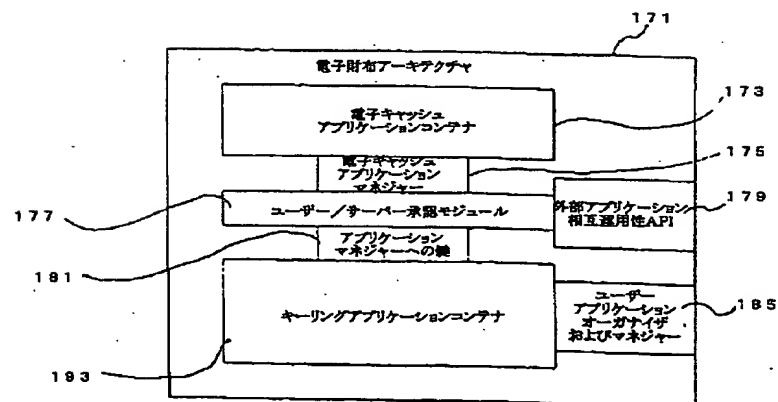 171
電子財布アーキテクチャ
電子キャッシュ
アプリケーションコンテナ
173
電子キャッシュ
アプリケーション
マネジャー
175
177
ユーザー／サーバー承認モジュール
外部アプリケーション
相互運用性API
179
181
アプリケーション
マネジャーへの鍵
キーリングアプリケーションコンテナ
193
ユーザー
アプリケーション
オーガナイザ
およびマネジャー
185